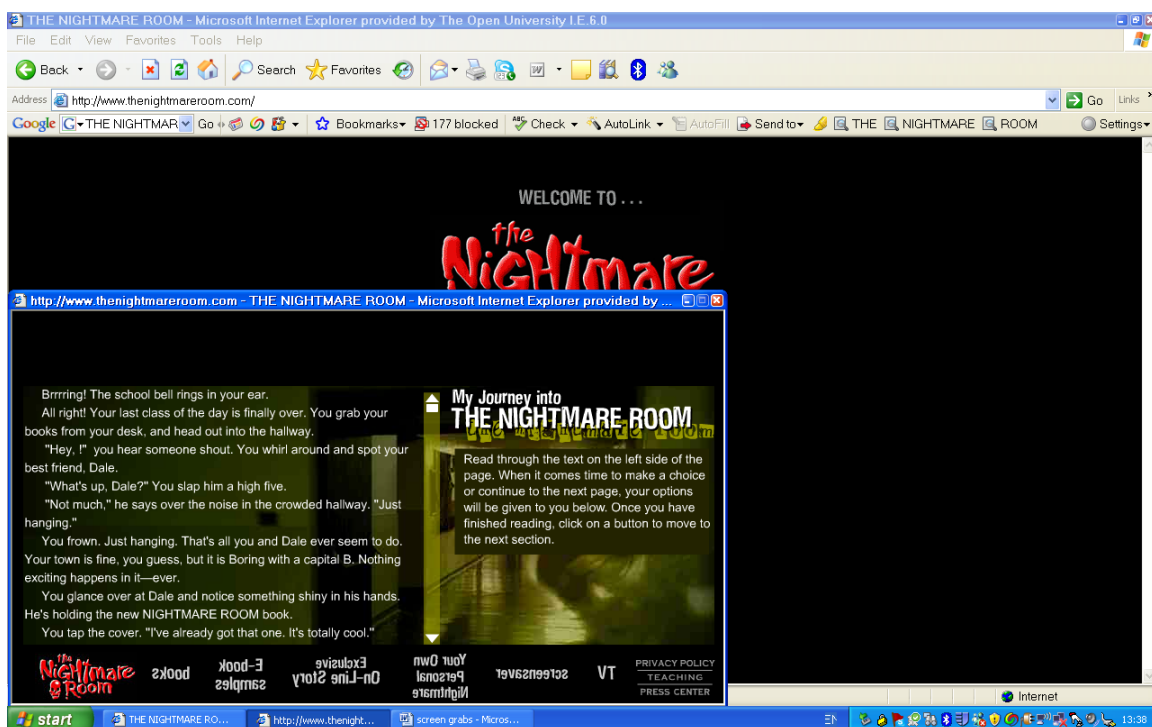 THE NIGHTMARE ROOM - Microsoft Internet Explorer provided by The Open University I.E.6.0
File Edit View Favorites Tools Help
Back Search Favorites
Address http://www.thenightmareroom.com/ Go Links
Google G THE NIGHTMAR Go Bookmarks 177 blocked ABC Check AutoLink AutoFill Send to THE NIGHTMARE ROOM Settings
WELCOME TO . . .
the
NiGHTmare
http://www.thenightmareroom.com - THE NIGHTMARE ROOM - Microsoft Internet Explorer provided by ...
Brrrring! The school bell rings in your ear.
All right! Your last class of the day is finally over. You grab your
books from your desk, and head out into the hallway.
"Hey, !" you hear someone shout. You whirl around and spot your
best friend, Dale.
"What's up, Dale?" You slap him a high five.
"Not much," he says over the noise in the crowded hallway. "Just
hanging."
You frown. Just hanging. That's all you and Dale ever seem to do.
Your town is fine, you guess, but it is Boring with a capital B. Nothing
exciting happens in it—ever.
You glance over at Dale and notice something shiny in his hands.
He's holding the new NIGHTMARE ROOM book.
You tap the cover. "I've already got that one. It's totally cool."
My Journey into
THE NIGHTMARE ROOM
the nightmare room
Read through the text on the left side of the
page. When it comes time to make a choice
or continue to the next page, your options
will be given to you below. Once you have
finished reading, click on a button to move to
the next section.
the
NiGHTmare
Room
books
E-book
samples
Exclusive
On-Line Story
Your Own
Personal
Nightmare
screensaver
TV
PRIVACY POLICY
TEACHING
PRESS CENTER
Internet
start THE NIGHTMARE RO... http://www.thenight... screen grabs - Micros... EN 13:38